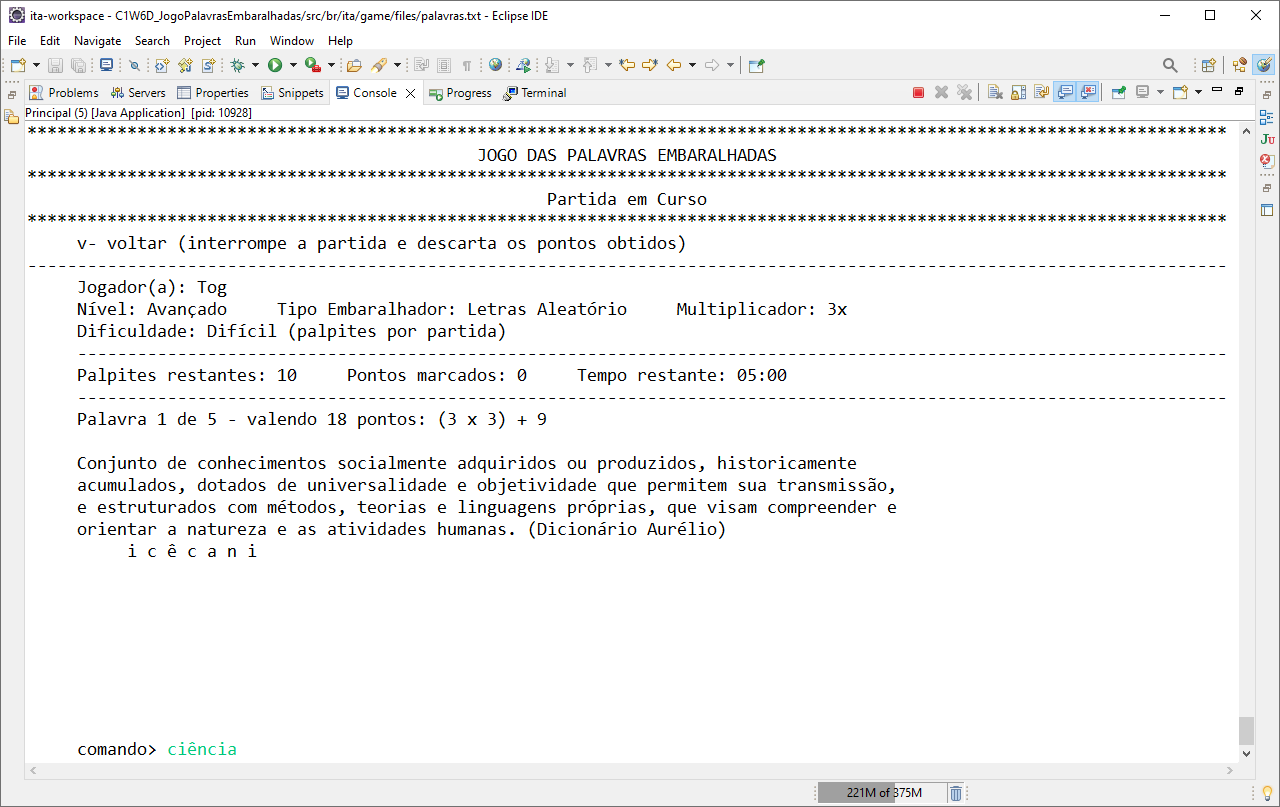 ita-workspace - C1W6D_JogoPalavrasEmbaralhadas/src/br/ita/game/files/palavras.txt - Eclipse IDE
File Edit Navigate Search Project Run Window Help
Problems Servers Properties Snippets Console Progress Terminal
Principal (5) [Java Application] [pid: 10928]
************************************************************************************************************************
JOGO DAS PALAVRAS EMBARALHADAS
************************************************************************************************************************
Partida em Curso
************************************************************************************************************************
v- voltar (interrompe a partida e descarta os pontos obtidos)
------------------------------------------------------------------------------------------------------------------------
Jogador(a): Tog
Nível: Avançado     Tipo Embaralhador: Letras Aleatório     Multiplicador: 3x
Dificuldade: Difícil (palpites por partida)
-------------------------------------------------------------------------------------------------------------------
Palpites restantes: 10     Pontos marcados: 0     Tempo restante: 05:00
-------------------------------------------------------------------------------------------------------------------
Palavra 1 de 5 - valendo 18 pontos: (3 x 3) + 9
Conjunto de conhecimentos socialmente adquiridos ou produzidos, historicamente
acumulados, dotados de universalidade e objetividade que permitem sua transmissão,
e estruturados com métodos, teorias e linguagens próprias, que visam compreender e
orientar a natureza e as atividades humanas. (Dicionário Aurélio)
i c ê c a n i
comando> ciência
221M of 375M